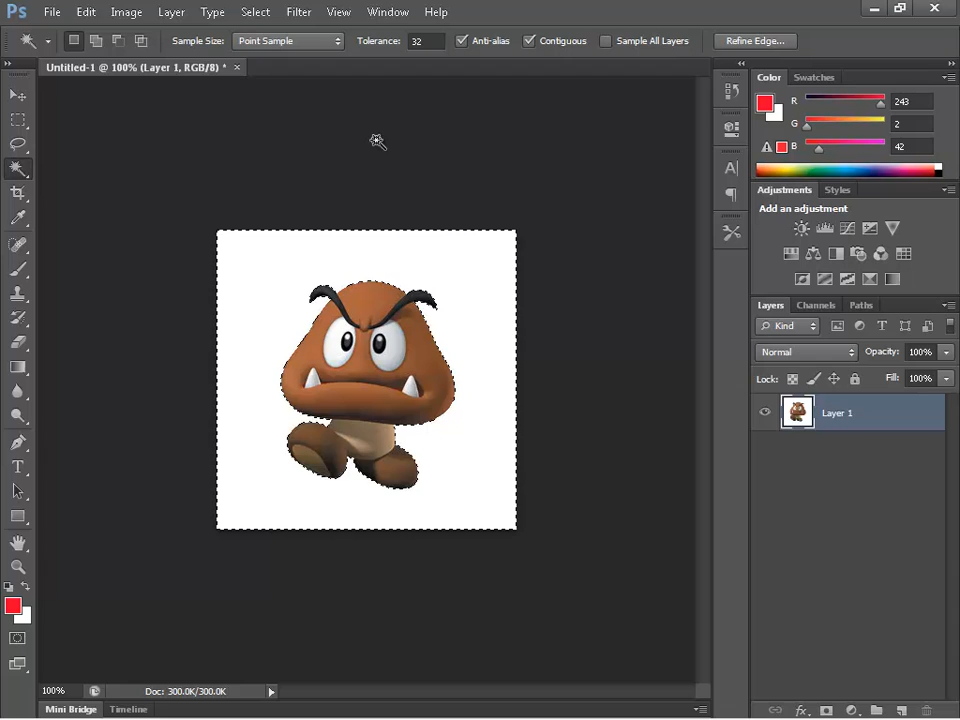 Ps File Edit Image Layer Type Select Filter View Window Help
Sample Size: Point Sample Tolerance: 32 Anti-alias Contiguous Sample All Layers Refine Edge...
Untitled-1 @ 100% (Layer 1, RGB/8) * ×
Color Swatches
R 243
G 2
B 42
Adjustments Styles
Add an adjustment
Layers Channels Paths
Kind
Normal Opacity: 100%
Lock: Fill: 100%
Layer 1
100% Doc: 300.0K/300.0K
Mini Bridge Timeline